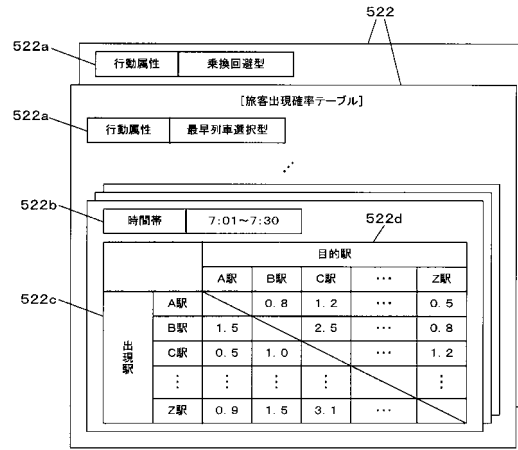 522
522a
行動属性 乗換回避型
[旅客出現確率テーブル]
522a
行動属性 最早列車選択型
⋰
522b
時間帯 7:01~7:30
522d
目的駅
A駅 B駅 C駅 ・・・ Z駅
522c
出現駅
A駅 0.8 1.2 ・・・ 0.5
B駅 1.5 2.5 ・・・ 0.8
C駅 0.5 1.0 ・・・ 1.2
⋮ ⋮ ⋮ ⋮ ⋮
Z駅 0.9 1.5 3.1 ・・・